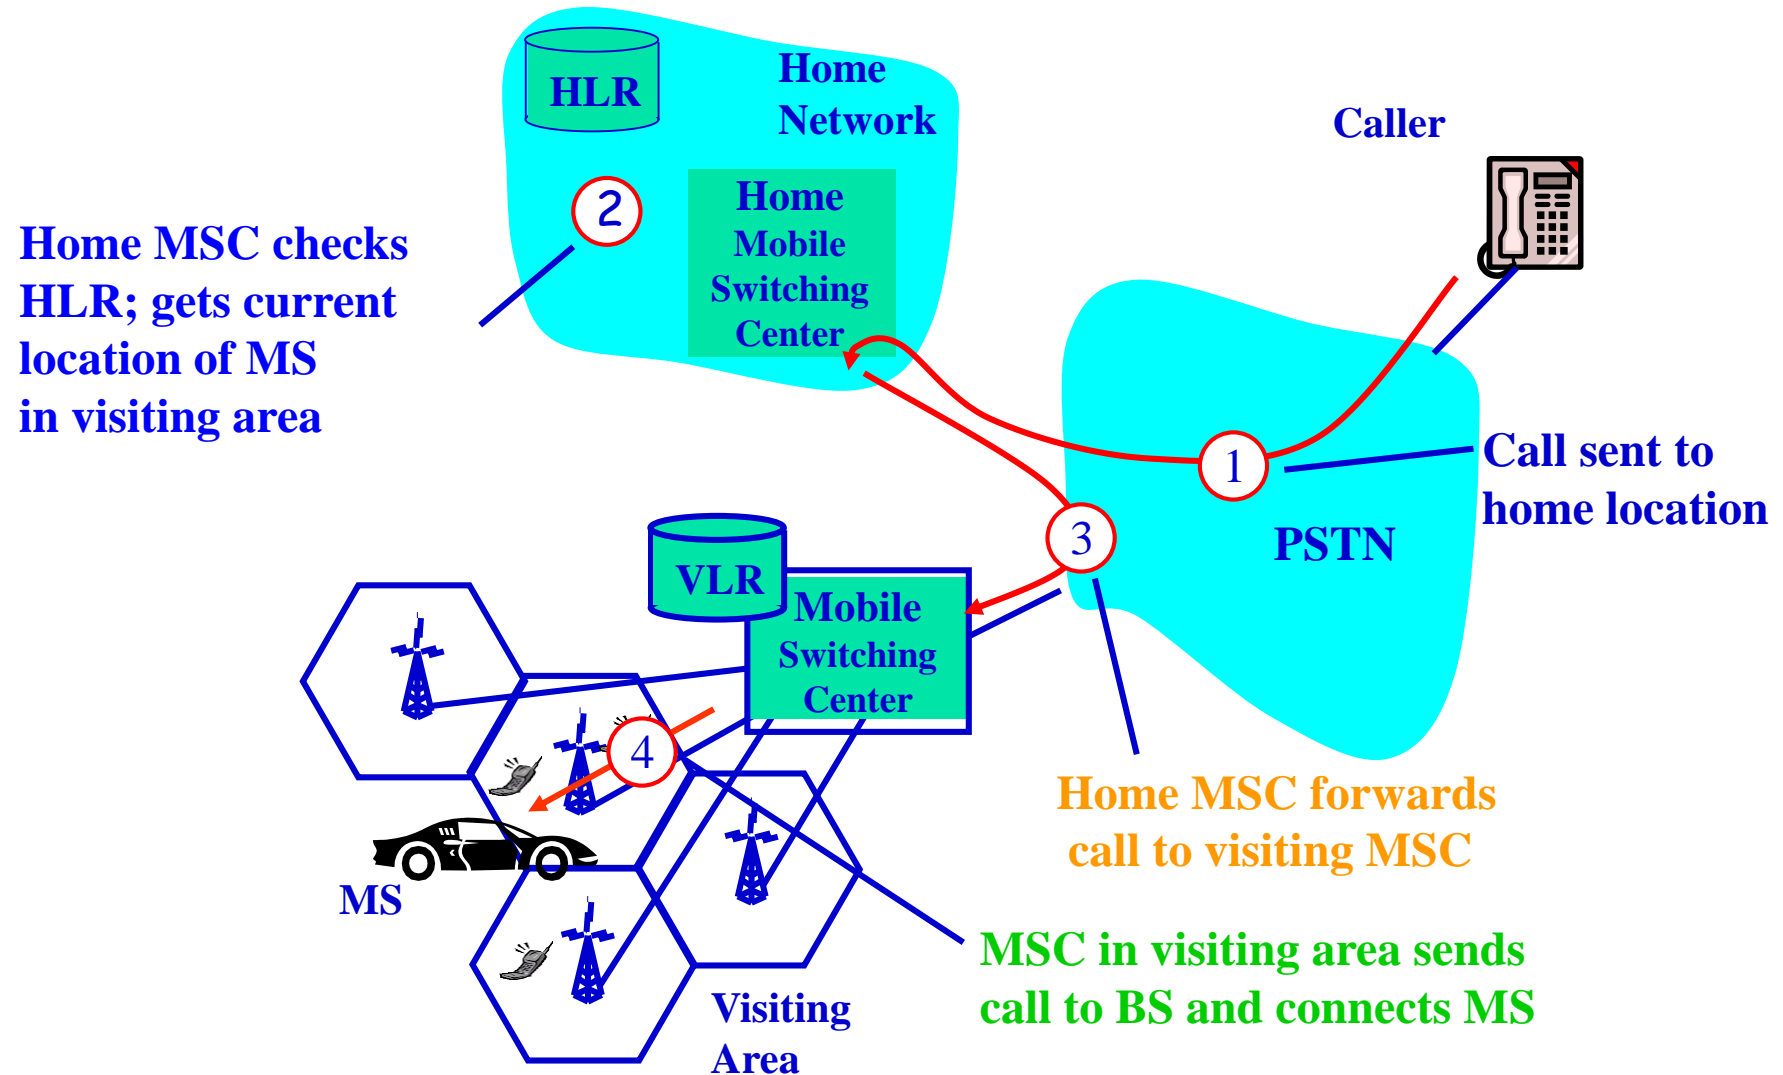 HLR
Home
Network
Caller
2
Home
Mobile
Switching
Center
Home MSC checks
HLR; gets current
location of MS
in visiting area
1
Call sent to
home location
PSTN
3
VLR
Mobile
Switching
Center
4
Home MSC forwards
call to visiting MSC
MS
MSC in visiting area sends
call to BS and connects MS
Visiting
Area